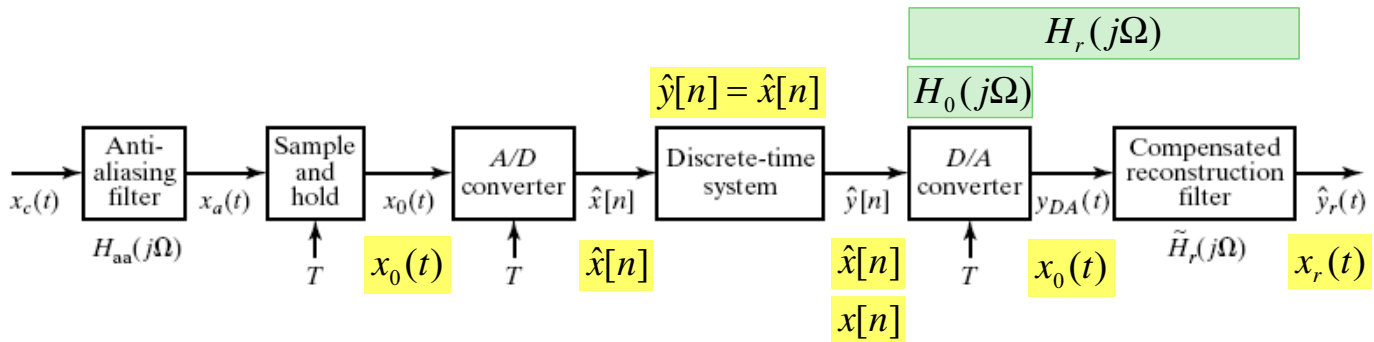 H_r(jΩ)
ŷ[n] = x̂[n]
H_0(jΩ)
Anti-
aliasing
filter
Sample
and
hold
A/D
converter
Discrete-time
system
D/A
converter
Compensated
reconstruction
filter
x_c(t)
x_a(t)
x_0(t)
x̂[n]
ŷ[n]
y_DA(t)
ŷ_r(t)
H_aa(jΩ)
T
x_0(t)
T
x̂[n]
x̂[n]
x[n]
T
x_0(t)
H̃_r(jΩ)
x_r(t)